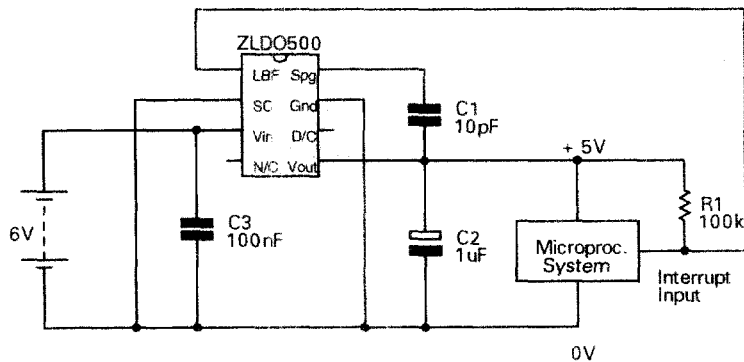 ZLDO500
LBF Spg
SC Gnd
Vin D/C
N/C Vout
C1
10pF
+ 5V
6V
C3
100nF
C2
1uF
R1
100k
Microproc.
System
Interrupt
Input
0V